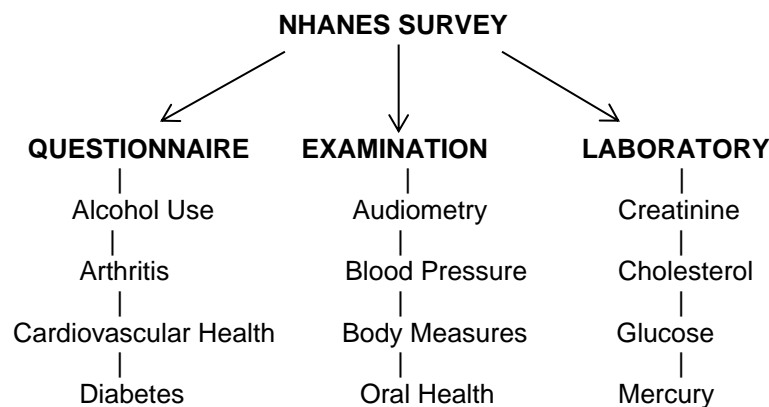 NHANES SURVEY
QUESTIONNAIRE EXAMINATION LABORATORY
Alcohol Use Audiometry Creatinine
Arthritis Blood Pressure Cholesterol
Cardiovascular Health Body Measures Glucose
Diabetes Oral Health Mercury